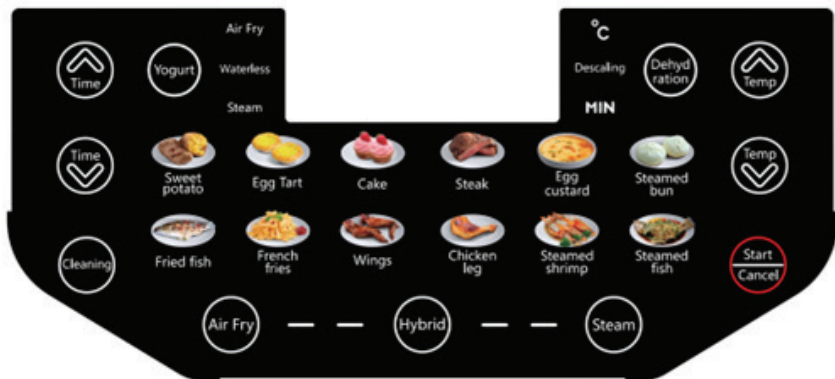 Air Fry
°C
Time
Yogurt
Waterless
Descaling
Dehyd
ration
Temp
Steam
MIN
Time
Sweet
potato
Egg Tart
Cake
Steak
Egg
custard
Steamed
bun
Temp
Cleaning
Fried fish
French
fries
Wings
Chicken
leg
Steamed
shrimp
Steamed
fish
Start
Cancel
Air Fry
Hybrid
Steam